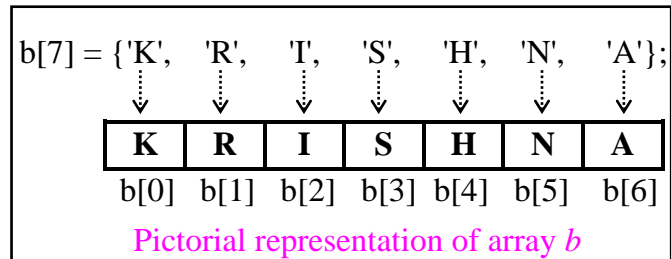 b[7] = {'K', 'R', 'I', 'S', 'H', 'N', 'A'};
K R I S H N A
b[0] b[1] b[2] b[3] b[4] b[5] b[6]
Pictorial representation of array b